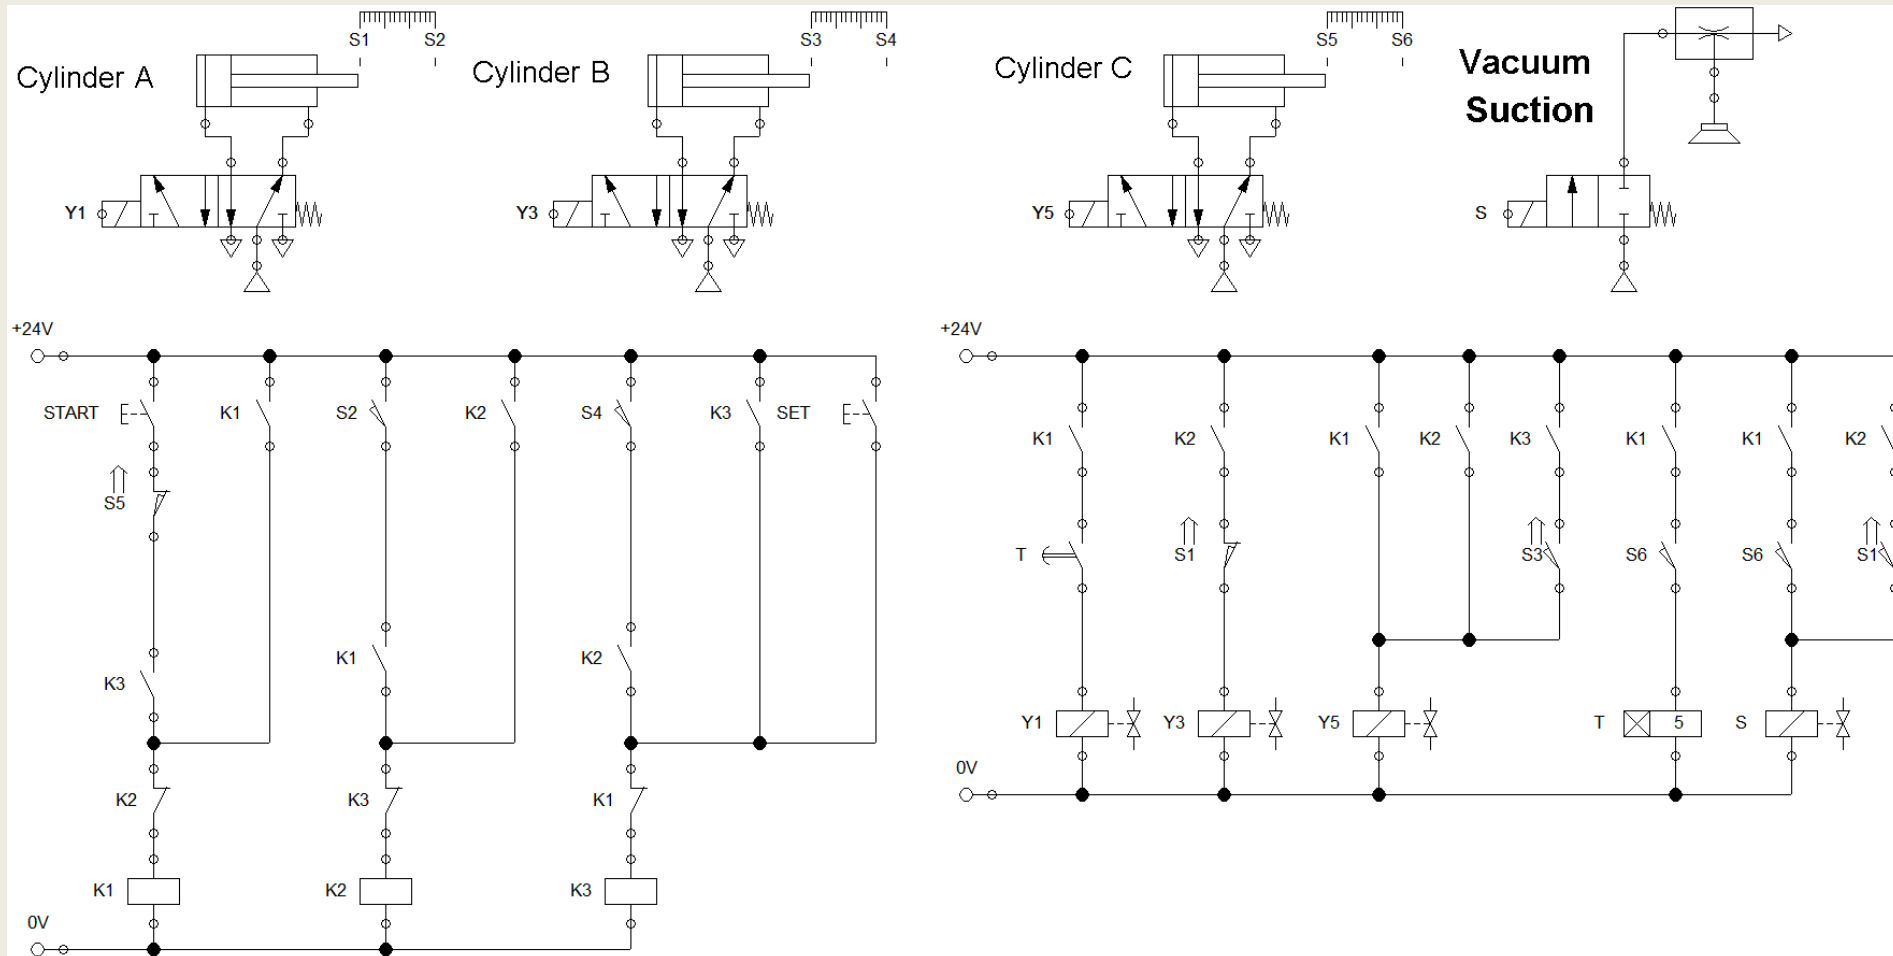 S1 S2
S3 S4
S5 S6
Cylinder A
Cylinder B
Cylinder C
Vacuum
Suction
Y1
Y3
Y5
S
+24V
START
K1
S2
K2
S4
K3
SET
S5
K1
K2
K3
K2
K3
K1
K1
K2
K3
0V
+24V
K1
K2
K1
K2
K3
K1
K1
K2
T
S1
S3
S6
S6
S1
Y1
Y3
Y5
T
5
S
0V